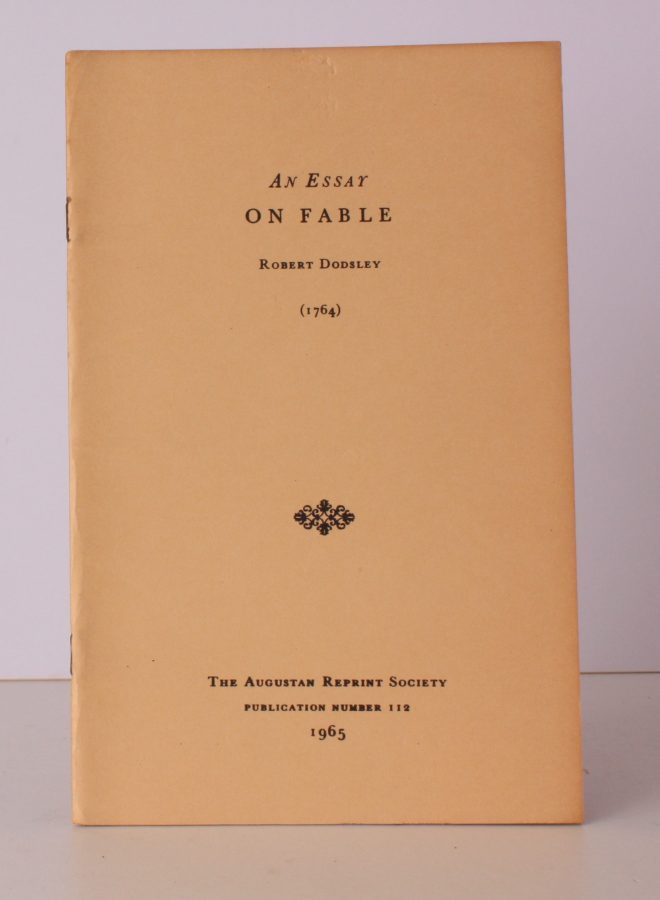 An Essay
ON FABLE
Robert Dodsley
(1764)
The Augustan Reprint Society
PUBLICATION NUMBER 112
1965